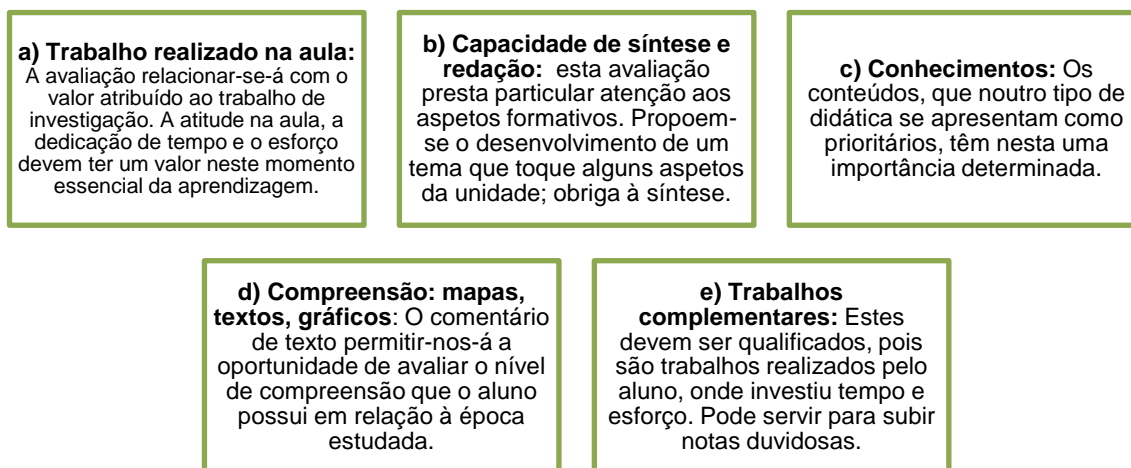 a) Trabalho realizado na aula:
A avaliação relacionar-se-á com o
valor atribuído ao trabalho de
investigação. A atitude na aula, a
dedicação de tempo e o esforço
devem ter um valor neste momento
essencial da aprendizagem.
b) Capacidade de síntese e
redação: esta avaliação
presta particular atenção aos
aspetos formativos. Propoem-
se o desenvolvimento de um
tema que toque alguns aspetos
da unidade; obriga à síntese.
c) Conhecimentos: Os
conteúdos, que noutro tipo de
didática se apresentam como
prioritários, têm nesta uma
importância determinada.
d) Compreensão: mapas,
textos, gráficos: O comentário
de texto permitir-nos-á a
oportunidade de avaliar o nível
de compreensão que o aluno
possui em relação à época
estudada.
e) Trabalhos
complementares: Estes
devem ser qualificados, pois
são trabalhos realizados pelo
aluno, onde investiu tempo e
esforço. Pode servir para subir
notas duvidosas.